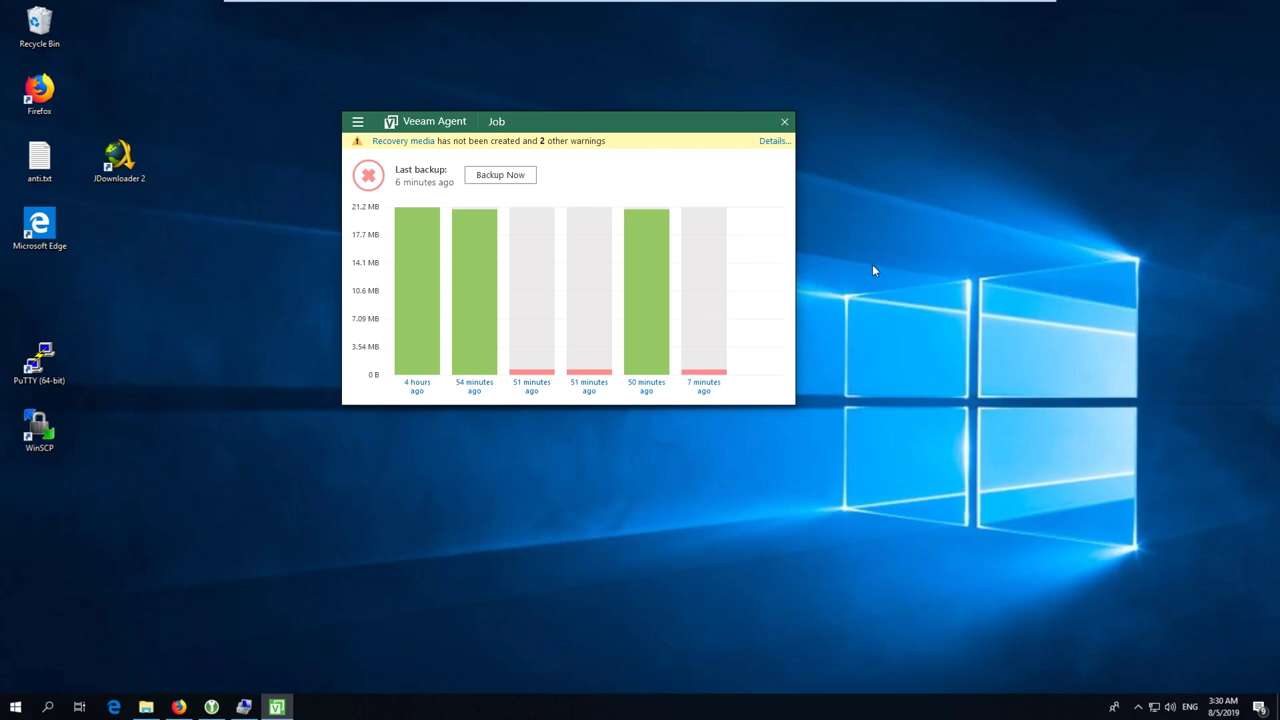 Recycle Bin
Firefox
anti.txt
JDownloader 2
Microsoft Edge
PuTTY (64-bit)
WinSCP
Veeam Agent
Job
Recovery media has not been created and 2 other warnings
Details...
Last backup:
6 minutes ago
Backup Now
21.2 MB
17.7 MB
14.1 MB
10.6 MB
7.09 MB
3.54 MB
0 B
4 hours
ago
54 minutes
ago
51 minutes
ago
51 minutes
ago
50 minutes
ago
7 minutes
ago
ENG
3:30 AM
8/5/2019
9